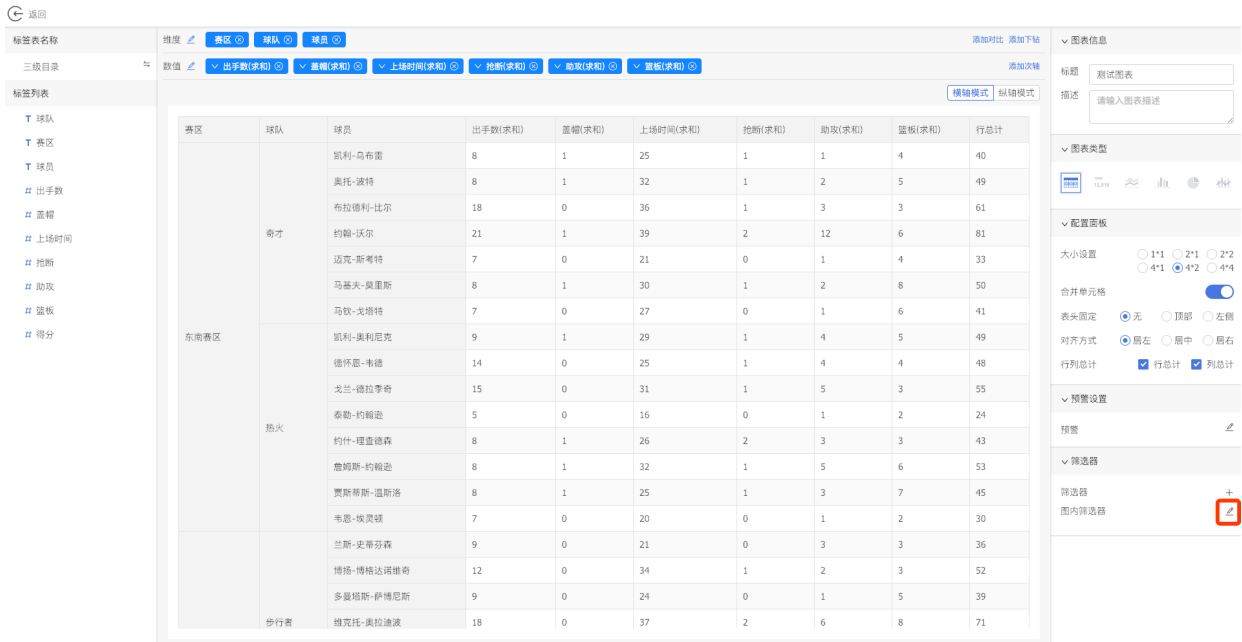 返回
标签表名称
三级目录
标签列表
球队
赛区
球员
出手数
盖帽
上场时间
抢断
助攻
篮板
得分
维度 赛区 球队 球员 添加对比 添加下钻
数值 出手数(求和) 盖帽(求和) 上场时间(求和) 抢断(求和) 助攻(求和) 篮板(求和) 添加次轴
横轴模式 纵轴模式
赛区 球队 球员 出手数(求和) 盖帽(求和) 上场时间(求和) 抢断(求和) 助攻(求和) 篮板(求和) 行总计
凯利-乌布雷 8 1 25 1 1 4 40
奥托-波特 8 1 32 1 2 5 49
布拉德利-比尔 18 0 36 1 3 3 61
奇才 约翰-沃尔 21 1 39 2 12 6 81
迈克-斯考特 7 0 21 0 1 4 33
马基夫-莫里斯 8 1 30 1 2 8 50
马钦-戈塔特 7 0 27 0 1 6 41
东南赛区 凯利-奥利尼克 9 1 29 1 4 5 49
德怀恩-韦德 14 0 25 1 4 4 48
戈兰-德拉季奇 15 0 31 1 5 3 55
泰勒-约翰逊 5 0 16 0 1 2 24
热火 约什-理查德森 8 1 26 2 3 3 43
詹姆斯-约翰逊 8 1 32 1 5 6 53
贾斯蒂斯-温斯洛 8 1 25 1 3 7 45
韦恩-埃灵顿 7 0 20 0 1 2 30
兰斯-史蒂芬森 9 0 21 0 3 3 36
博扬-博格达诺维奇 12 0 34 1 2 3 52
多曼塔斯-萨博尼斯 9 0 24 0 1 5 39
步行者 维克托-奥拉迪波 18 0 37 2 6 8 71
图表信息
标题 测试图表
描述 请输入图表描述
图表类型
配置面板
大小设置 1*1 2*1 2*2
4*1 4*2 4*4
合并单元格
表头固定 无 顶部 左侧
对齐方式 居左 居中 居右
行列总计 行总计 列总计
预警设置
预警
筛选器
筛选器
图内筛选器